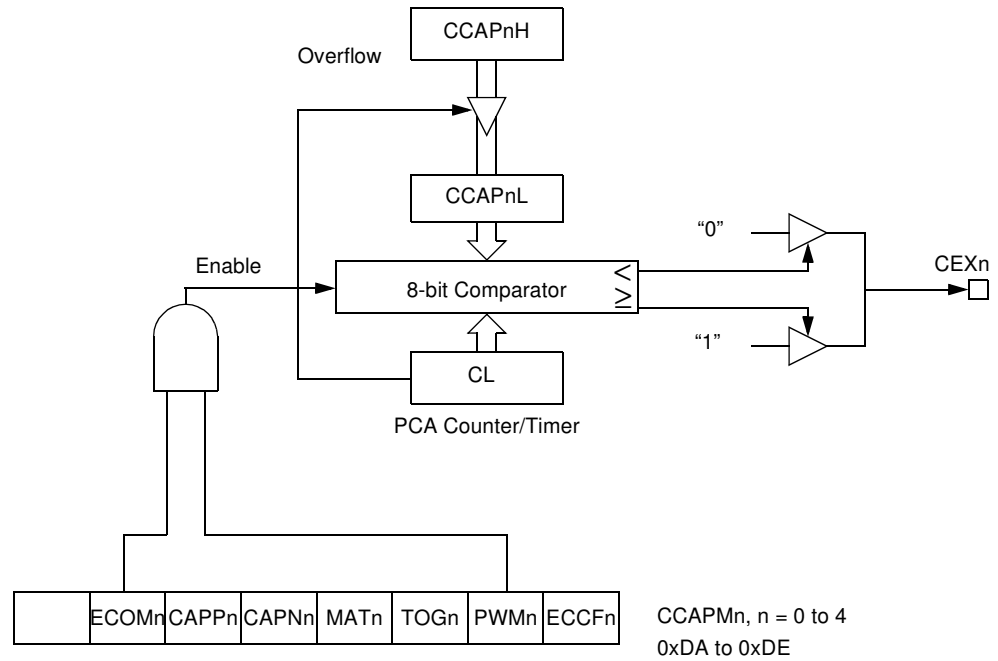 CCAPnH
Overflow
CCAPnL
“0”
Enable
<
CEXn
8-bit Comparator
≥
“1”
CL
PCA Counter/Timer
ECOMn CAPPn CAPNn MATn TOGn PWMn ECCFn
CCAPMn, n = 0 to 4
0xDA to 0xDE